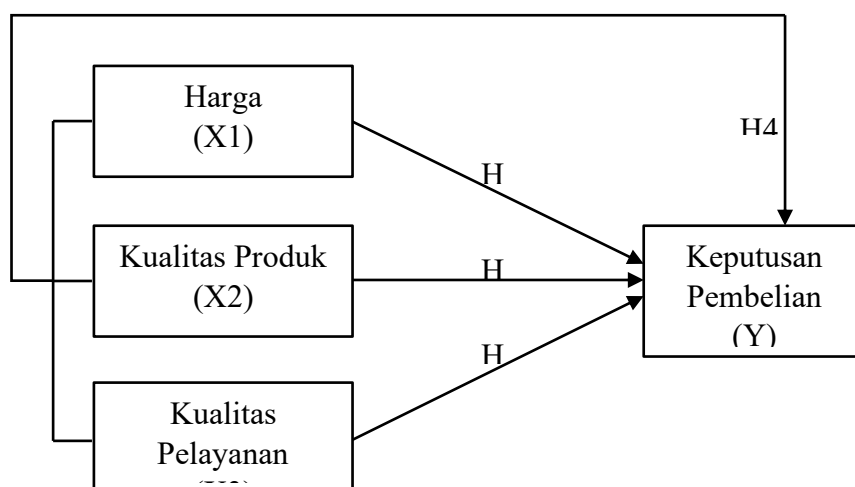 Harga
(X1)
H4
H
Kualitas Produk
(X2)
H
Keputusan
Pembelian
(Y)
H
Kualitas
Pelayanan